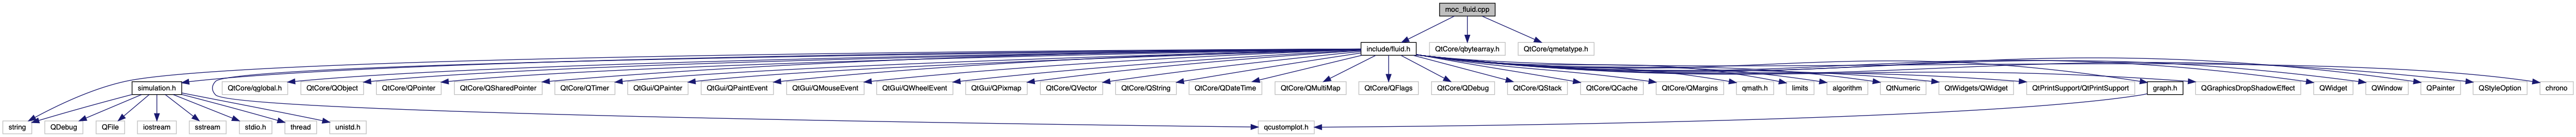 moc_fluid.cpp
include/fluid.h
QtCore/qbytearray.h
QtCore/qmetatype.h
simulation.h
QtCore/qglobal.h
QtCore/QObject
QtCore/QPointer
QtCore/QSharedPointer
QtCore/QTimer
QtGui/QPainter
QtGui/QPaintEvent
QtGui/QMouseEvent
QtGui/QWheelEvent
QtGui/QPixmap
QtCore/QVector
QtCore/QString
QtCore/QDateTime
QtCore/QMultiMap
QtCore/QFlags
QtCore/QDebug
QtCore/QStack
QtCore/QCache
QtCore/QMargins
qmath.h
limits
algorithm
QtNumeric
QtWidgets/QWidget
QtPrintSupport/QtPrintSupport
graph.h
QGraphicsDropShadowEffect
QWidget
QWindow
QPainter
QStyleOption
chrono
string
QDebug
QFile
iostream
sstream
stdio.h
thread
unistd.h
qcustomplot.h